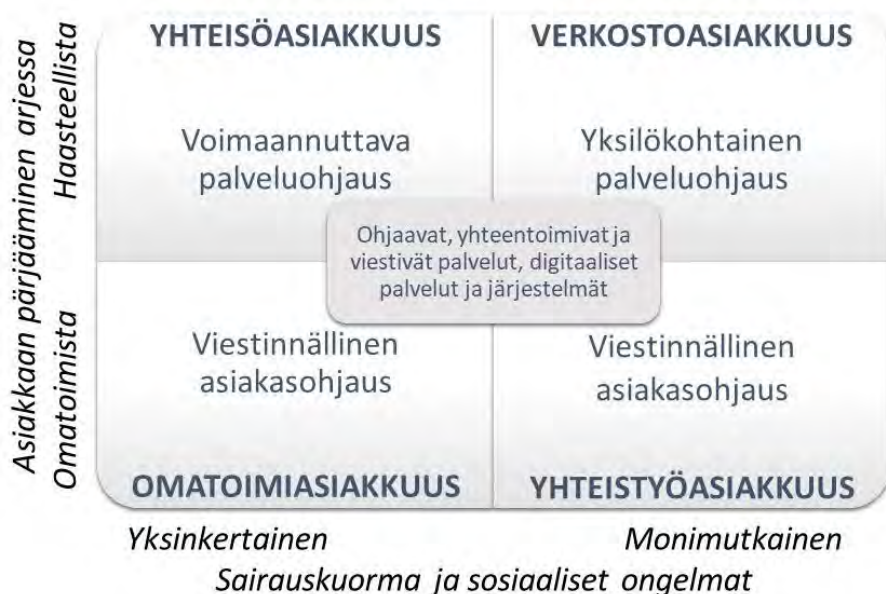 Asiakkaan pärjääminen arjessa
Haasteellista
Omatoimista
YHTEISÖASIAKKUUS
Voimaannuttava
palveluohjaus
VERKOSTOASIAKKUUS
Yksilökohtainen
palveluohjaus
Ohjaavat, yhteentoimivat ja
viestivät palvelut, digitaaliset
palvelut ja järjestelmät
Viestinnällinen
asiakasohjaus
OMATOIMIASIAKKUUS
Viestinnällinen
asiakasohjaus
YHTEISTYÖASIAKKUUS
Yksinkertainen
Monimutkainen
Sairauskuorma ja sosiaaliset ongelmat